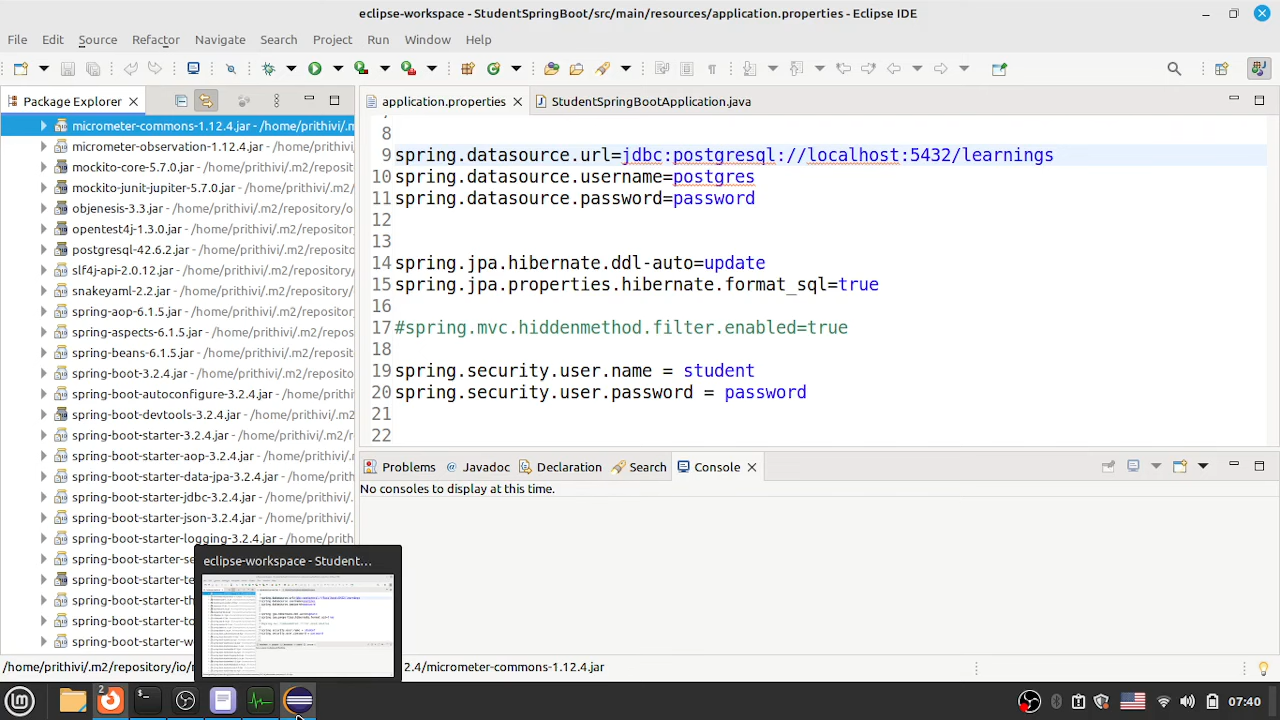 eclipse-workspace - StudentSpringBoot/src/main/resources/application.properties - Eclipse IDE
File Edit Source Refactor Navigate Search Project Run Window Help
Package Explorer
application.properties
StudentSpringBootApplication.java
micrometer-commons-1.12.4.jar - /home/prithivi/.m
micrometer-observation-1.12.4.jar - /home/prithivi
mockito-core-5.7.0.jar - /home/prithivi/.m2/reposit
mockito-junit-jupiter-5.7.0.jar - /home/prithivi/.m2
objenesis-3.3.jar - /home/prithivi/.m2/repository/o
opentest4j-1.3.0.jar - /home/prithivi/.m2/repositor
postgresql-42.6.2.jar - /home/prithivi/.m2/reposito
slf4j-api-2.0.12.jar - /home/prithivi/.m2/repository
snakeyaml-2.2.jar - /home/prithivi/.m2/repository/
spring-aop-6.1.5.jar - /home/prithivi/.m2/repositor
spring-aspects-6.1.5.jar - /home/prithivi/.m2/repos
spring-beans-6.1.5.jar - /home/prithivi/.m2/reposit
spring-boot-3.2.4.jar - /home/prithivi/.m2/reposito
spring-boot-autoconfigure-3.2.4.jar - /home/prithi
spring-boot-devtools-3.2.4.jar - /home/prithivi/.m2
spring-boot-starter-3.2.4.jar - /home/prithivi/.m2/
spring-boot-starter-aop-3.2.4.jar - /home/prithivi/
spring-boot-starter-data-jpa-3.2.4.jar - /home/prit
spring-boot-starter-jdbc-3.2.4.jar - /home/prithivi/
spring-boot-starter-json-3.2.4.jar - /home/prithivi/
spring-boot-starter-logging-3.2.4.jar - /home/prith
8
9 spring.datasource.url=jdbc:postgresql://localhost:5432/learnings
10 spring.datasource.username=postgres
11 spring.datasource.password=password
12
13
14 spring.jpa.hibernate.ddl-auto=update
15 spring.jpa.properties.hibernate.format_sql=true
16
17 #spring.mvc.hiddenmethod.filter.enabled=true
18
19 spring.security.user.name = student
20 spring.security.user.password = password
21
22
Problems Javadoc Declaration Search Console
No consoles to display at this time.
eclipse-workspace - Student...
07:40